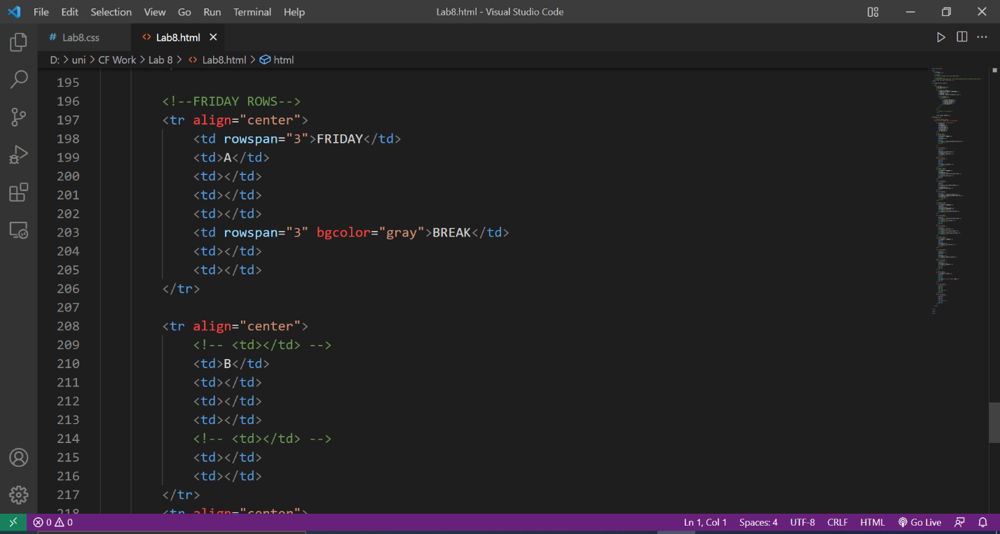 File Edit Selection View Go Run Terminal Help Lab8.html - Visual Studio Code
# Lab8.css <> Lab8.html ×
D: > uni > CF Work > Lab 8 > <> Lab8.html > html
195
196 <!--FRIDAY ROWS-->
197 <tr align="center">
198 <td rowspan="3">FRIDAY</td>
199 <td>A</td>
200 <td></td>
201 <td></td>
202 <td></td>
203 <td rowspan="3" bgcolor="gray">BREAK</td>
204 <td></td>
205 <td></td>
206 </tr>
207
208 <tr align="center">
209 <!-- <td></td> -->
210 <td>B</td>
211 <td></td>
212 <td></td>
213 <td></td>
214 <!-- <td></td> -->
215 <td></td>
216 <td></td>
217 </tr>
218 <tr align="center">
0 0 Ln 1, Col 1 Spaces: 4 UTF-8 CRLF HTML Go Live